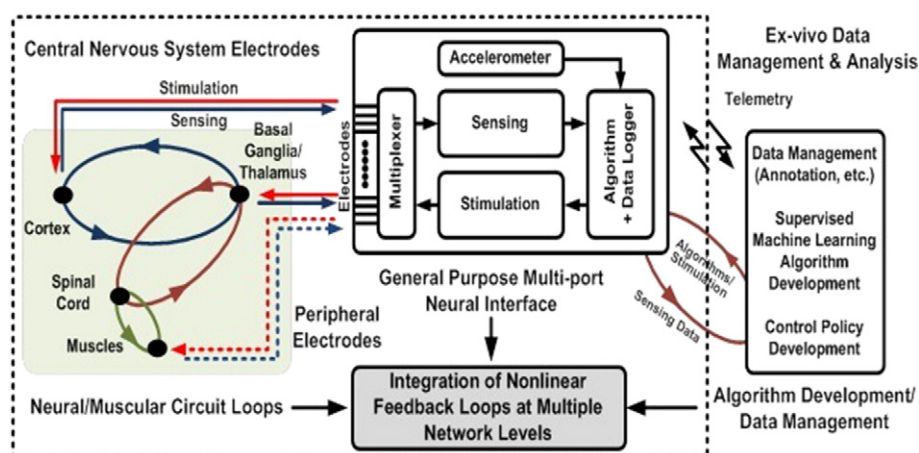 Central Nervous System Electrodes
Stimulation
Sensing
Basal
Ganglia/
Thalamus
Cortex
Spinal
Cord
Muscles
Peripheral
Electrodes
Electrodes
Multiplexer
Accelerometer
Sensing
Stimulation
Algorithm
+ Data Logger
General Purpose Multi-port
Neural Interface
Ex-vivo Data
Management & Analysis
Telemetry
Data Management
(Annotation, etc.)
Supervised
Machine Learning
Algorithm
Development
Control Policy
Development
Algorithms/
Stimulation
Sensing Data
Neural/Muscular Circuit Loops
Integration of Nonlinear
Feedback Loops at Multiple
Network Levels
Algorithm Development/
Data Management